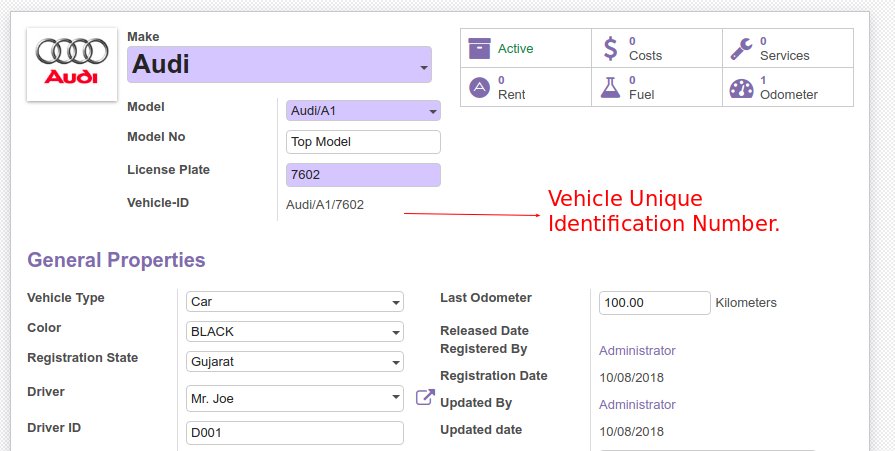 Audi
Make
Audi
Model
Audi/A1
Model No
Top Model
License Plate
7602
Vehicle-ID
Audi/A1/7602
Active
0
Costs
0
Services
0
Rent
0
Fuel
1
Odometer
Vehicle Unique
Identification Number.
General Properties
Vehicle Type
Car
Color
BLACK
Registration State
Gujarat
Driver
Mr. Joe
Driver ID
D001
Last Odometer
100.00 Kilometers
Released Date
Registered By
Administrator
Registration Date
10/08/2018
Updated By
Administrator
Updated date
10/08/2018